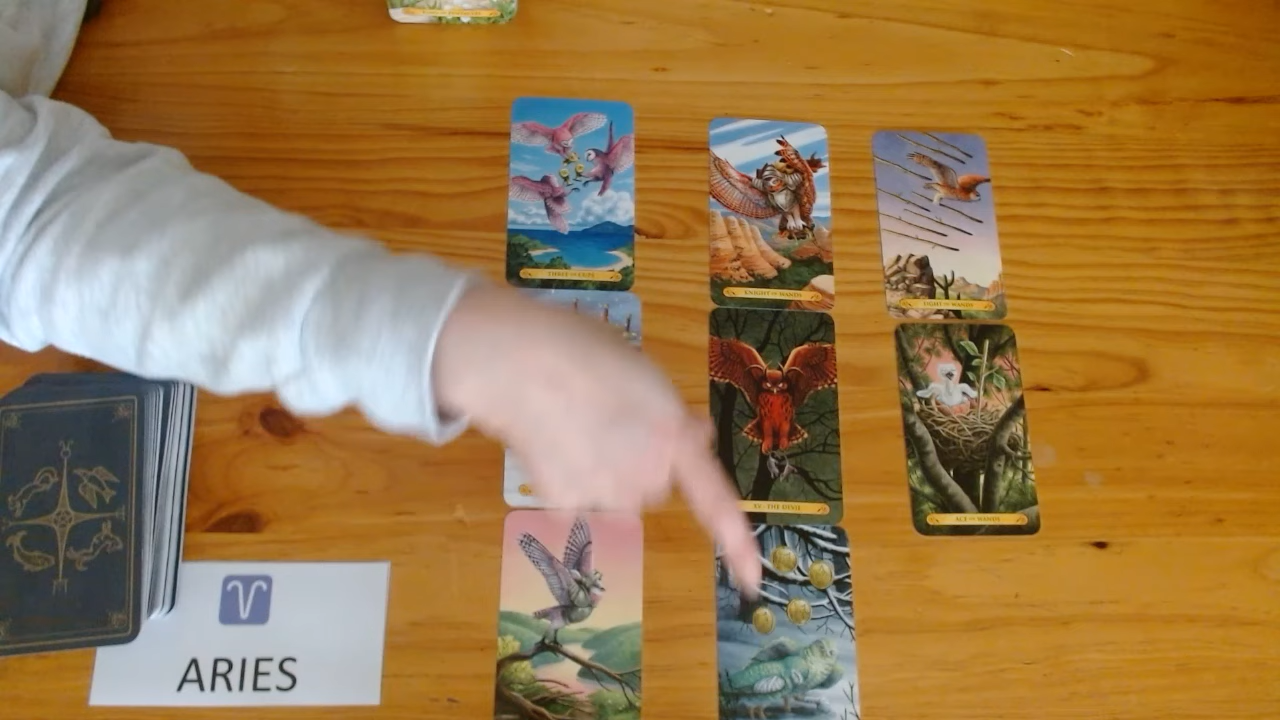 THREE OF CUPS
KNIGHT OF WANDS
EIGHT OF WANDS
XV · THE DEVIL
ACE OF WANDS
ARIES